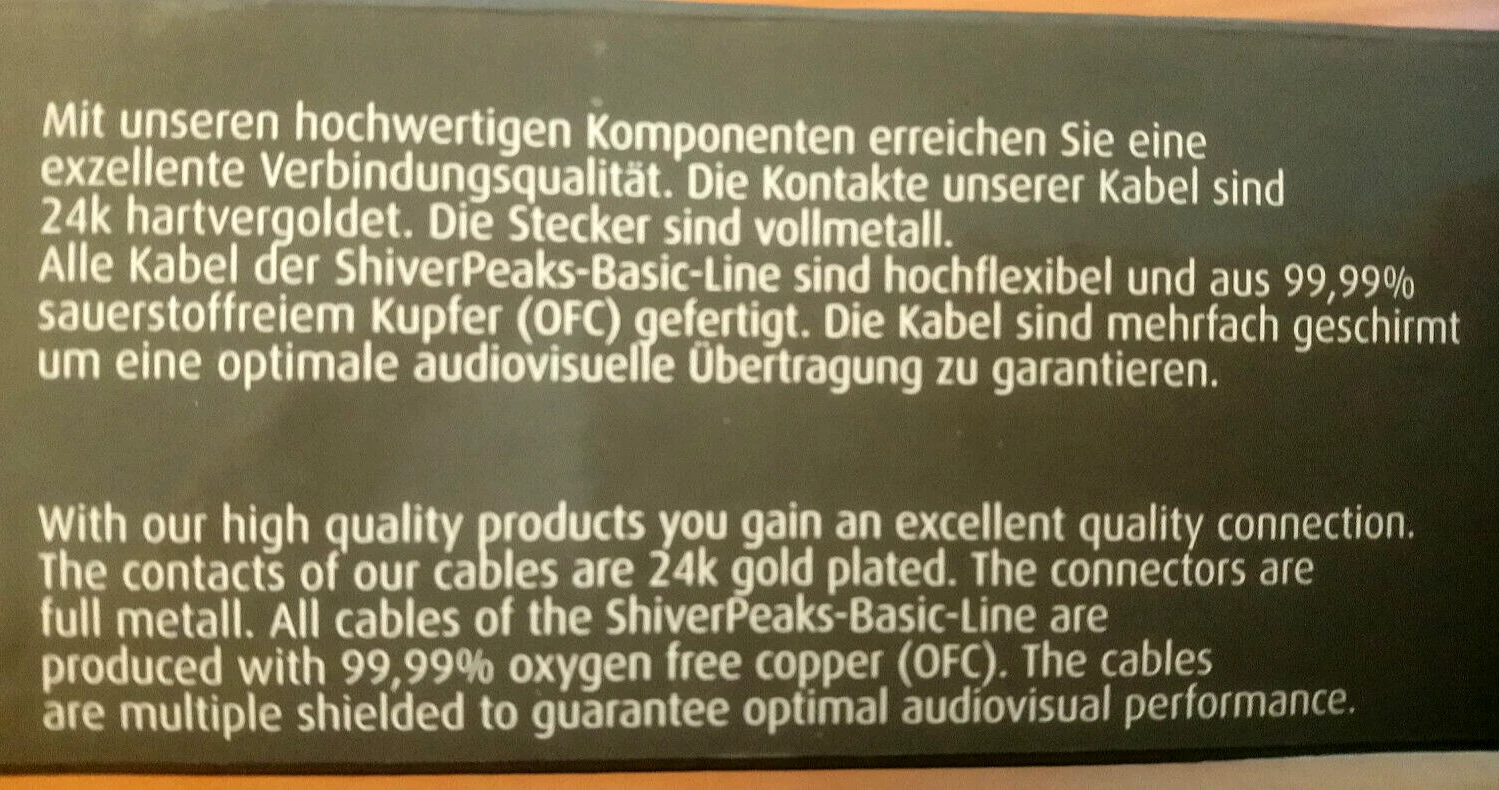 Mit unseren hochwertigen Komponenten erreichen Sie eine
exzellente Verbindungsqualität. Die Kontakte unserer Kabel sind
24k hartvergoldet. Die Stecker sind vollmetall.
Alle Kabel der ShiverPeaks-Basic-Line sind hochflexibel und aus 99,99%
sauerstoffreiem Kupfer (OFC) gefertigt. Die Kabel sind mehrfach geschirmt
um eine optimale audiovisuelle Übertragung zu garantieren.
With our high quality products you gain an excellent quality connection.
The contacts of our cables are 24k gold plated. The connectors are
full metall. All cables of the ShiverPeaks-Basic-Line are
produced with 99,99% oxygen free copper (OFC). The cables
are multiple shielded to guarantee optimal audiovisual performance.